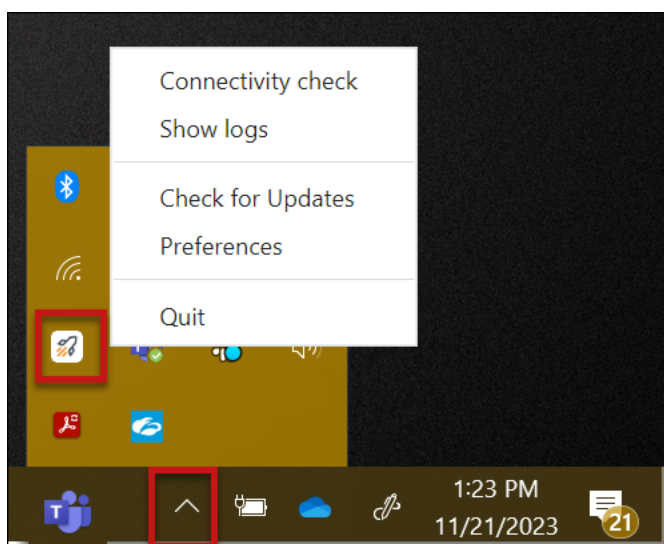 Connectivity check
Show logs
Check for Updates
Preferences
Quit
T
1:23 PM
11/21/2023
21